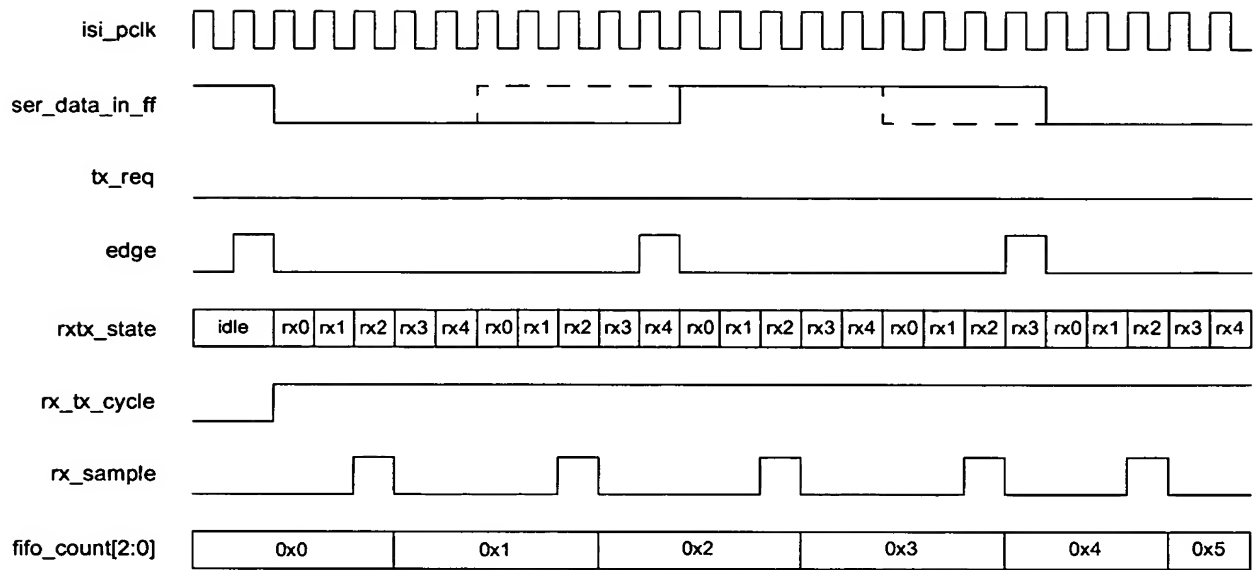 isi_pclk
ser_data_in_ff
tx_req
edge
rxtx_state idle rx0 rx1 rx2 rx3 rx4 rx0 rx1 rx2 rx3 rx4 rx0 rx1 rx2 rx3 rx4 rx0 rx1 rx2 rx3 rx0 rx1 rx2 rx3 rx4
rx_tx_cycle
rx_sample
fifo_count[2:0] 0x0 0x1 0x2 0x3 0x4 0x5